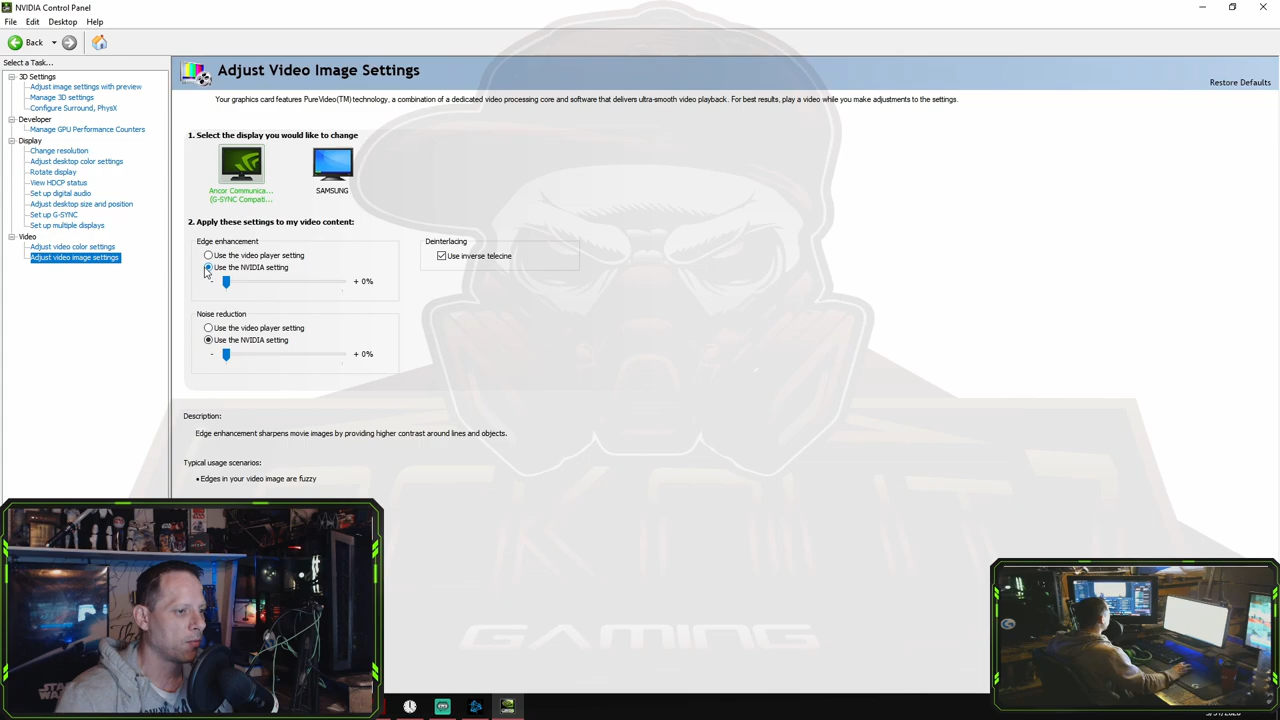 NVIDIA Control Panel
File Edit Desktop Help
Back
Select a Task...
3D Settings
Adjust image settings with preview
Manage 3D settings
Configure Surround, PhysX
Developer
Manage GPU Performance Counters
Display
Change resolution
Adjust desktop color settings
Rotate display
View HDCP status
Set up digital audio
Adjust desktop size and position
Set up G-SYNC
Set up multiple displays
Video
Adjust video color settings
Adjust video image settings
Adjust Video Image Settings
Restore Defaults
Your graphics card features PureVideo(TM) technology, a combination of a dedicated video processing core and software that delivers ultra-smooth video playback. For best results, play a video while you make adjustments to the settings.
1. Select the display you would like to change
Ancor Communica...
(G-SYNC Compati...
SAMSUNG
2. Apply these settings to my video content:
Edge enhancement
Use the video player setting
Use the NVIDIA setting
- + 0%
Noise reduction
Use the video player setting
Use the NVIDIA setting
- + 0%
Deinterlacing
Use inverse telecine
Description:
Edge enhancement sharpens movie images by providing higher contrast around lines and objects.
Typical usage scenarios:
• Edges in your video image are fuzzy
GAMING
STAR